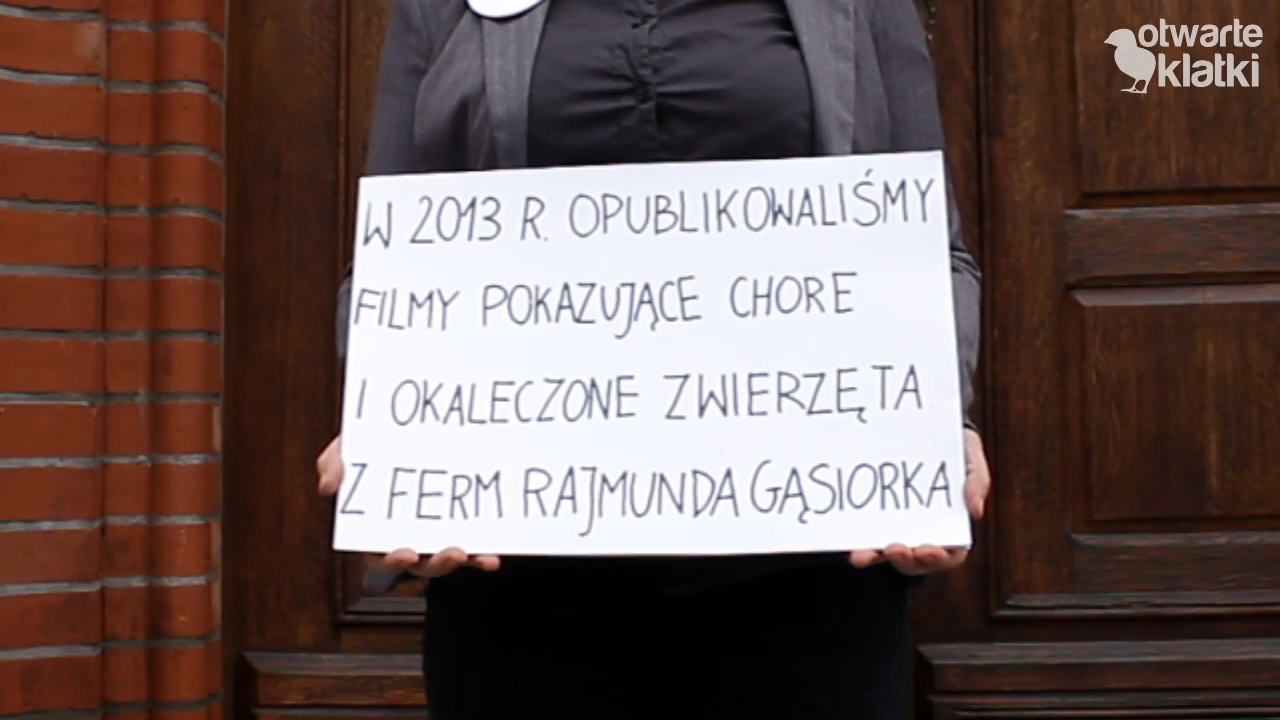 otwarte
klatki
W 2013 R. OPUBLIKOWALIŚMY
FILMY POKAZUJĄCE CHORE
I OKALECZONE ZWIERZĘTA
Z FERM RAJMUNDA GĄSIORKA